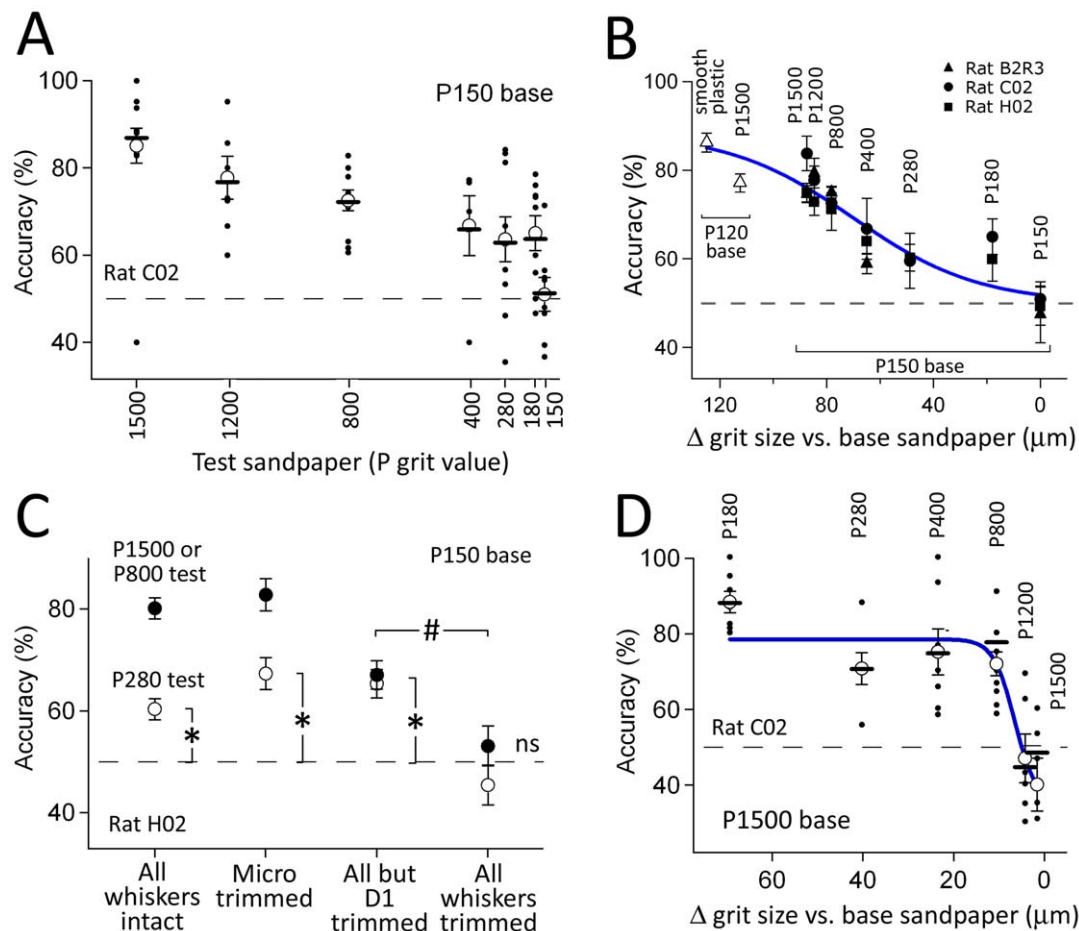 A
P150 base
100
80
60
40
Accuracy (%)
Rat C02
1500
1200
800
400
280
180
150
Test sandpaper (P grit value)
B
Rat B2R3
Rat C02
Rat H02
smooth
plastic
P1500
P1500
P1200
P800
P400
P280
P180
P150
100
80
60
40
Accuracy (%)
P120
base
P150 base
120
80
40
0
Δ grit size vs. base sandpaper (μm)
C
P1500 or
P800 test
P150 base
#
80
60
40
Accuracy (%)
P280 test
*
*
*
ns
Rat H02
All
whiskers
intact
Micro
trimmed
All but
D1
trimmed
All
whiskers
trimmed
D
P180
P280
P400
P800
P1200
P1500
100
80
60
40
Accuracy (%)
Rat C02
P1500 base
60
40
20
0
Δ grit size vs. base sandpaper (μm)